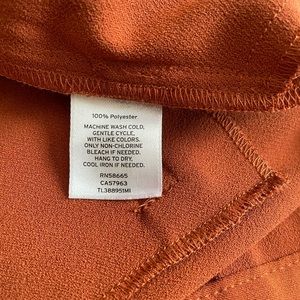 100% Polyester
MACHINE WASH COLD,
GENTLE CYCLE,
WITH LIKE COLORS.
ONLY NON-CHLORINE
BLEACH IF NEEDED.
HANG TO DRY.
COOL IRON IF NEEDED.
RN58665
CA57963
TL388951MI